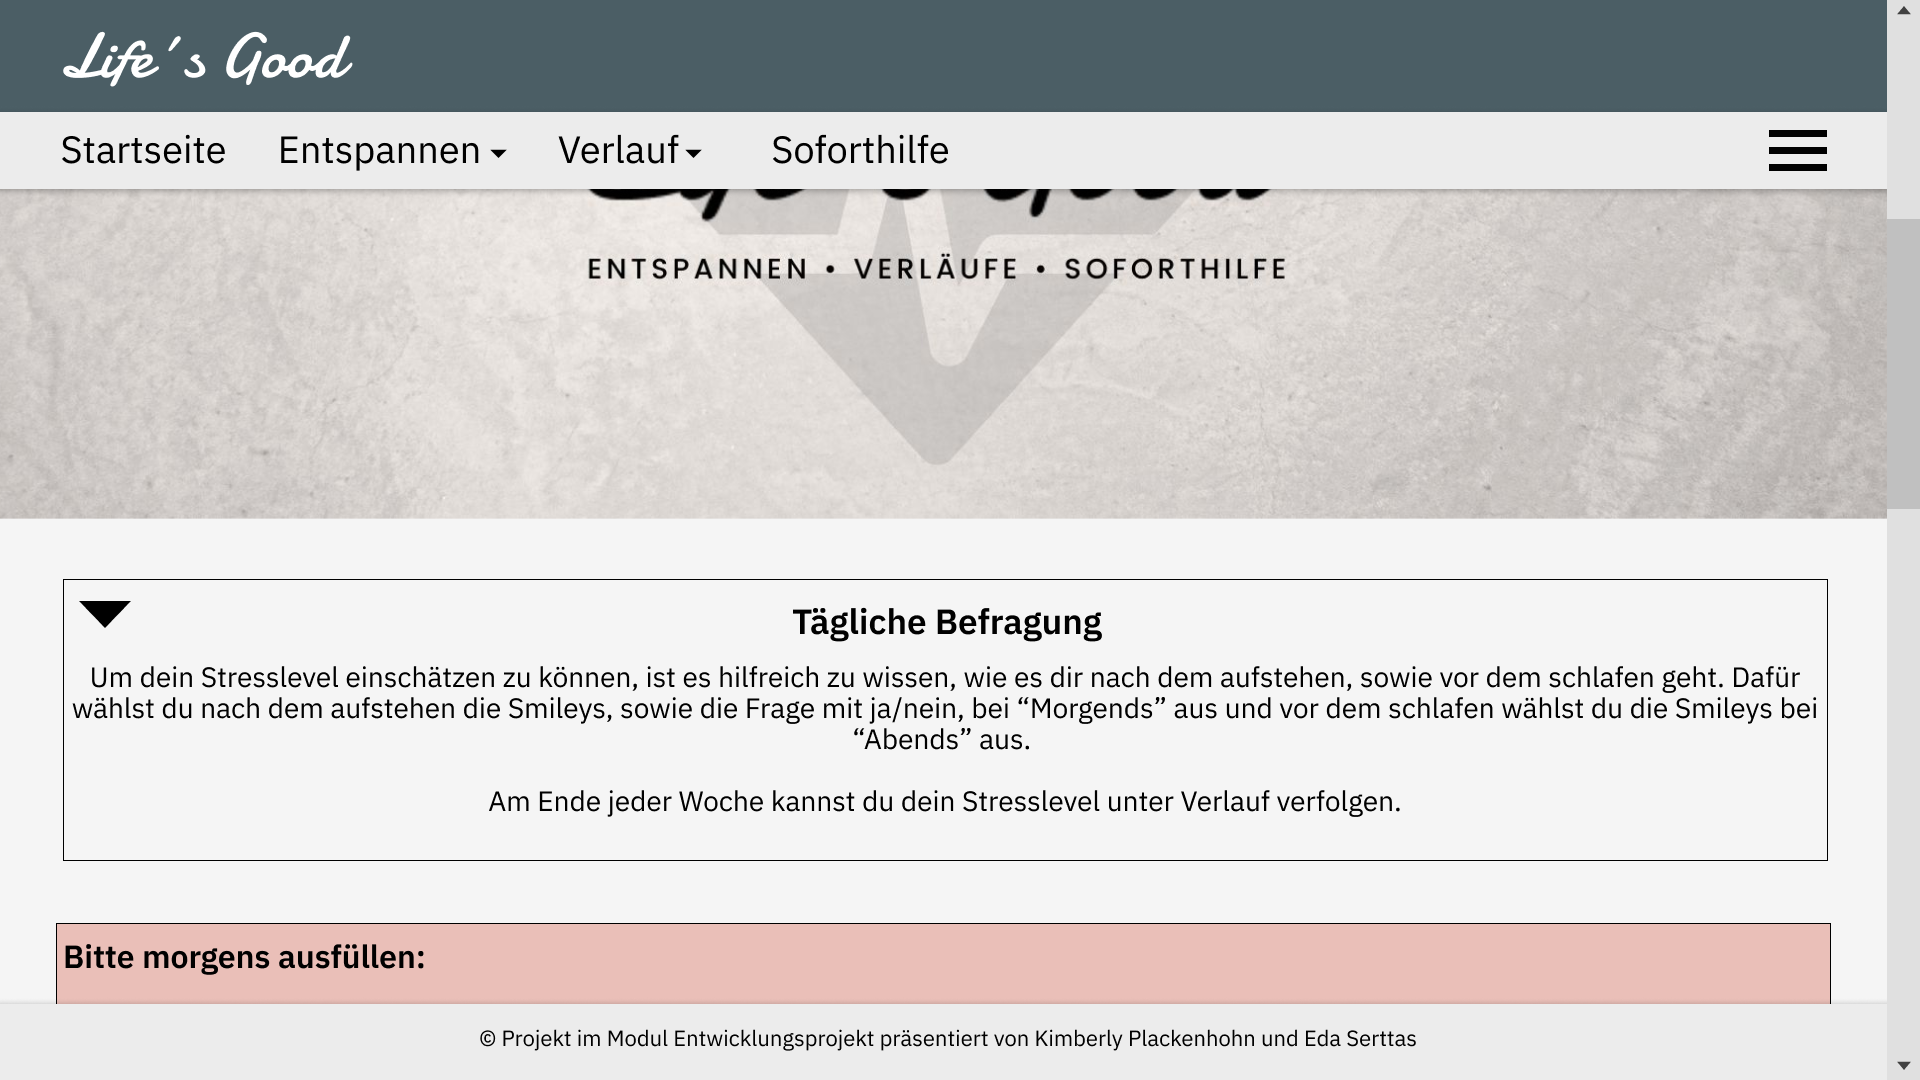 Life´s Good
Startseite Entspannen Verlauf Soforthilfe
Life´s Good
ENTSPANNEN • VERLÄUFE • SOFORTHILFE
Tägliche Befragung
Um dein Stresslevel einschätzen zu können, ist es hilfreich zu wissen, wie es dir nach dem aufstehen, sowie vor dem schlafen geht. Dafür
wählst du nach dem aufstehen die Smileys, sowie die Frage mit ja/nein, bei “Morgends” aus und vor dem schlafen wählst du die Smileys bei
“Abends” aus.
Am Ende jeder Woche kannst du dein Stresslevel unter Verlauf verfolgen.
Bitte morgens ausfüllen:
© Projekt im Modul Entwicklungsprojekt präsentiert von Kimberly Plackenhohn und Eda Serttas